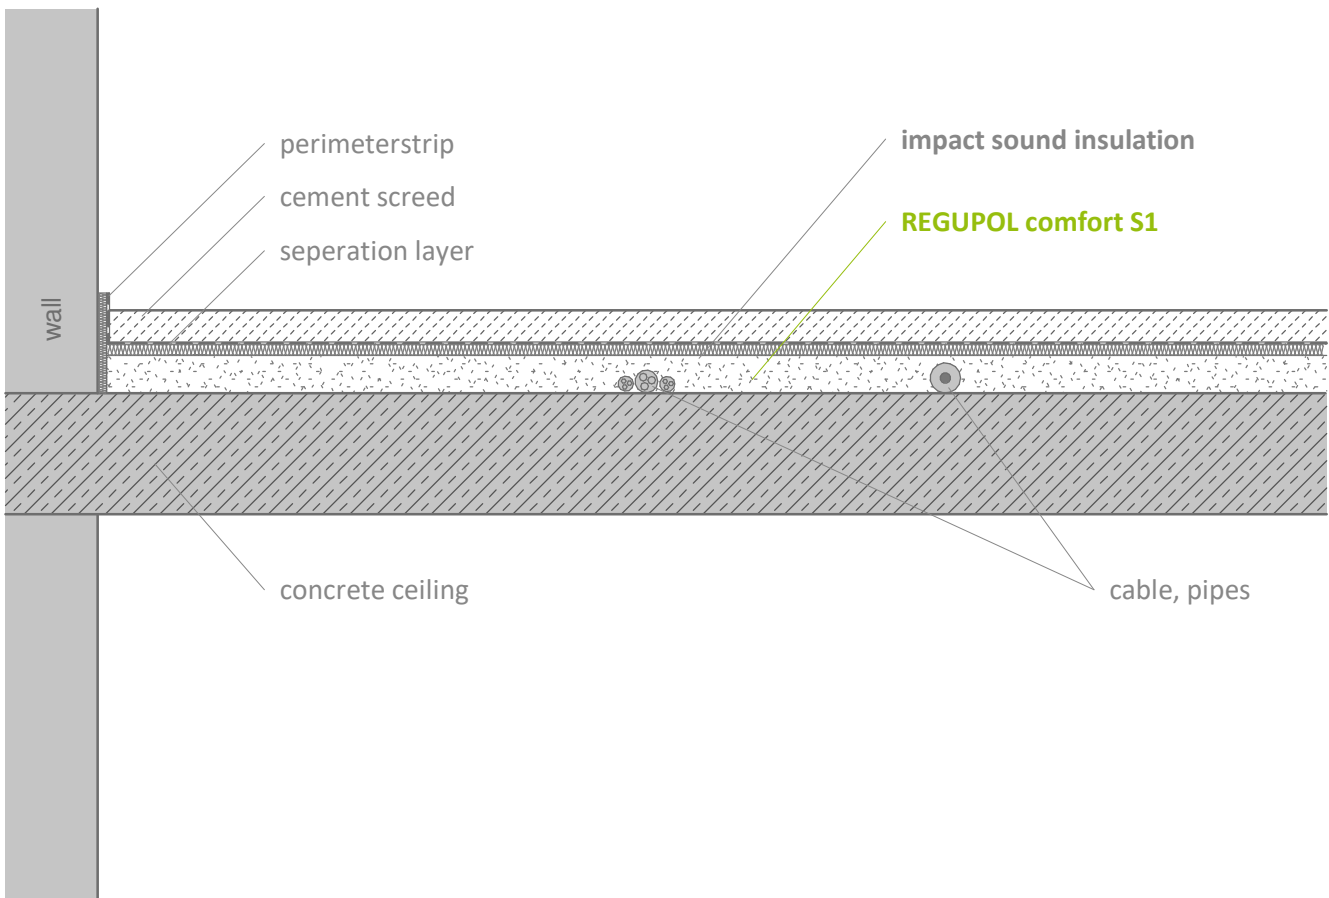 perimeterstrip
impact sound insulation
cement screed
REGUPOL comfort S1
seperation layer
wall
concrete ceiling
cable, pipes